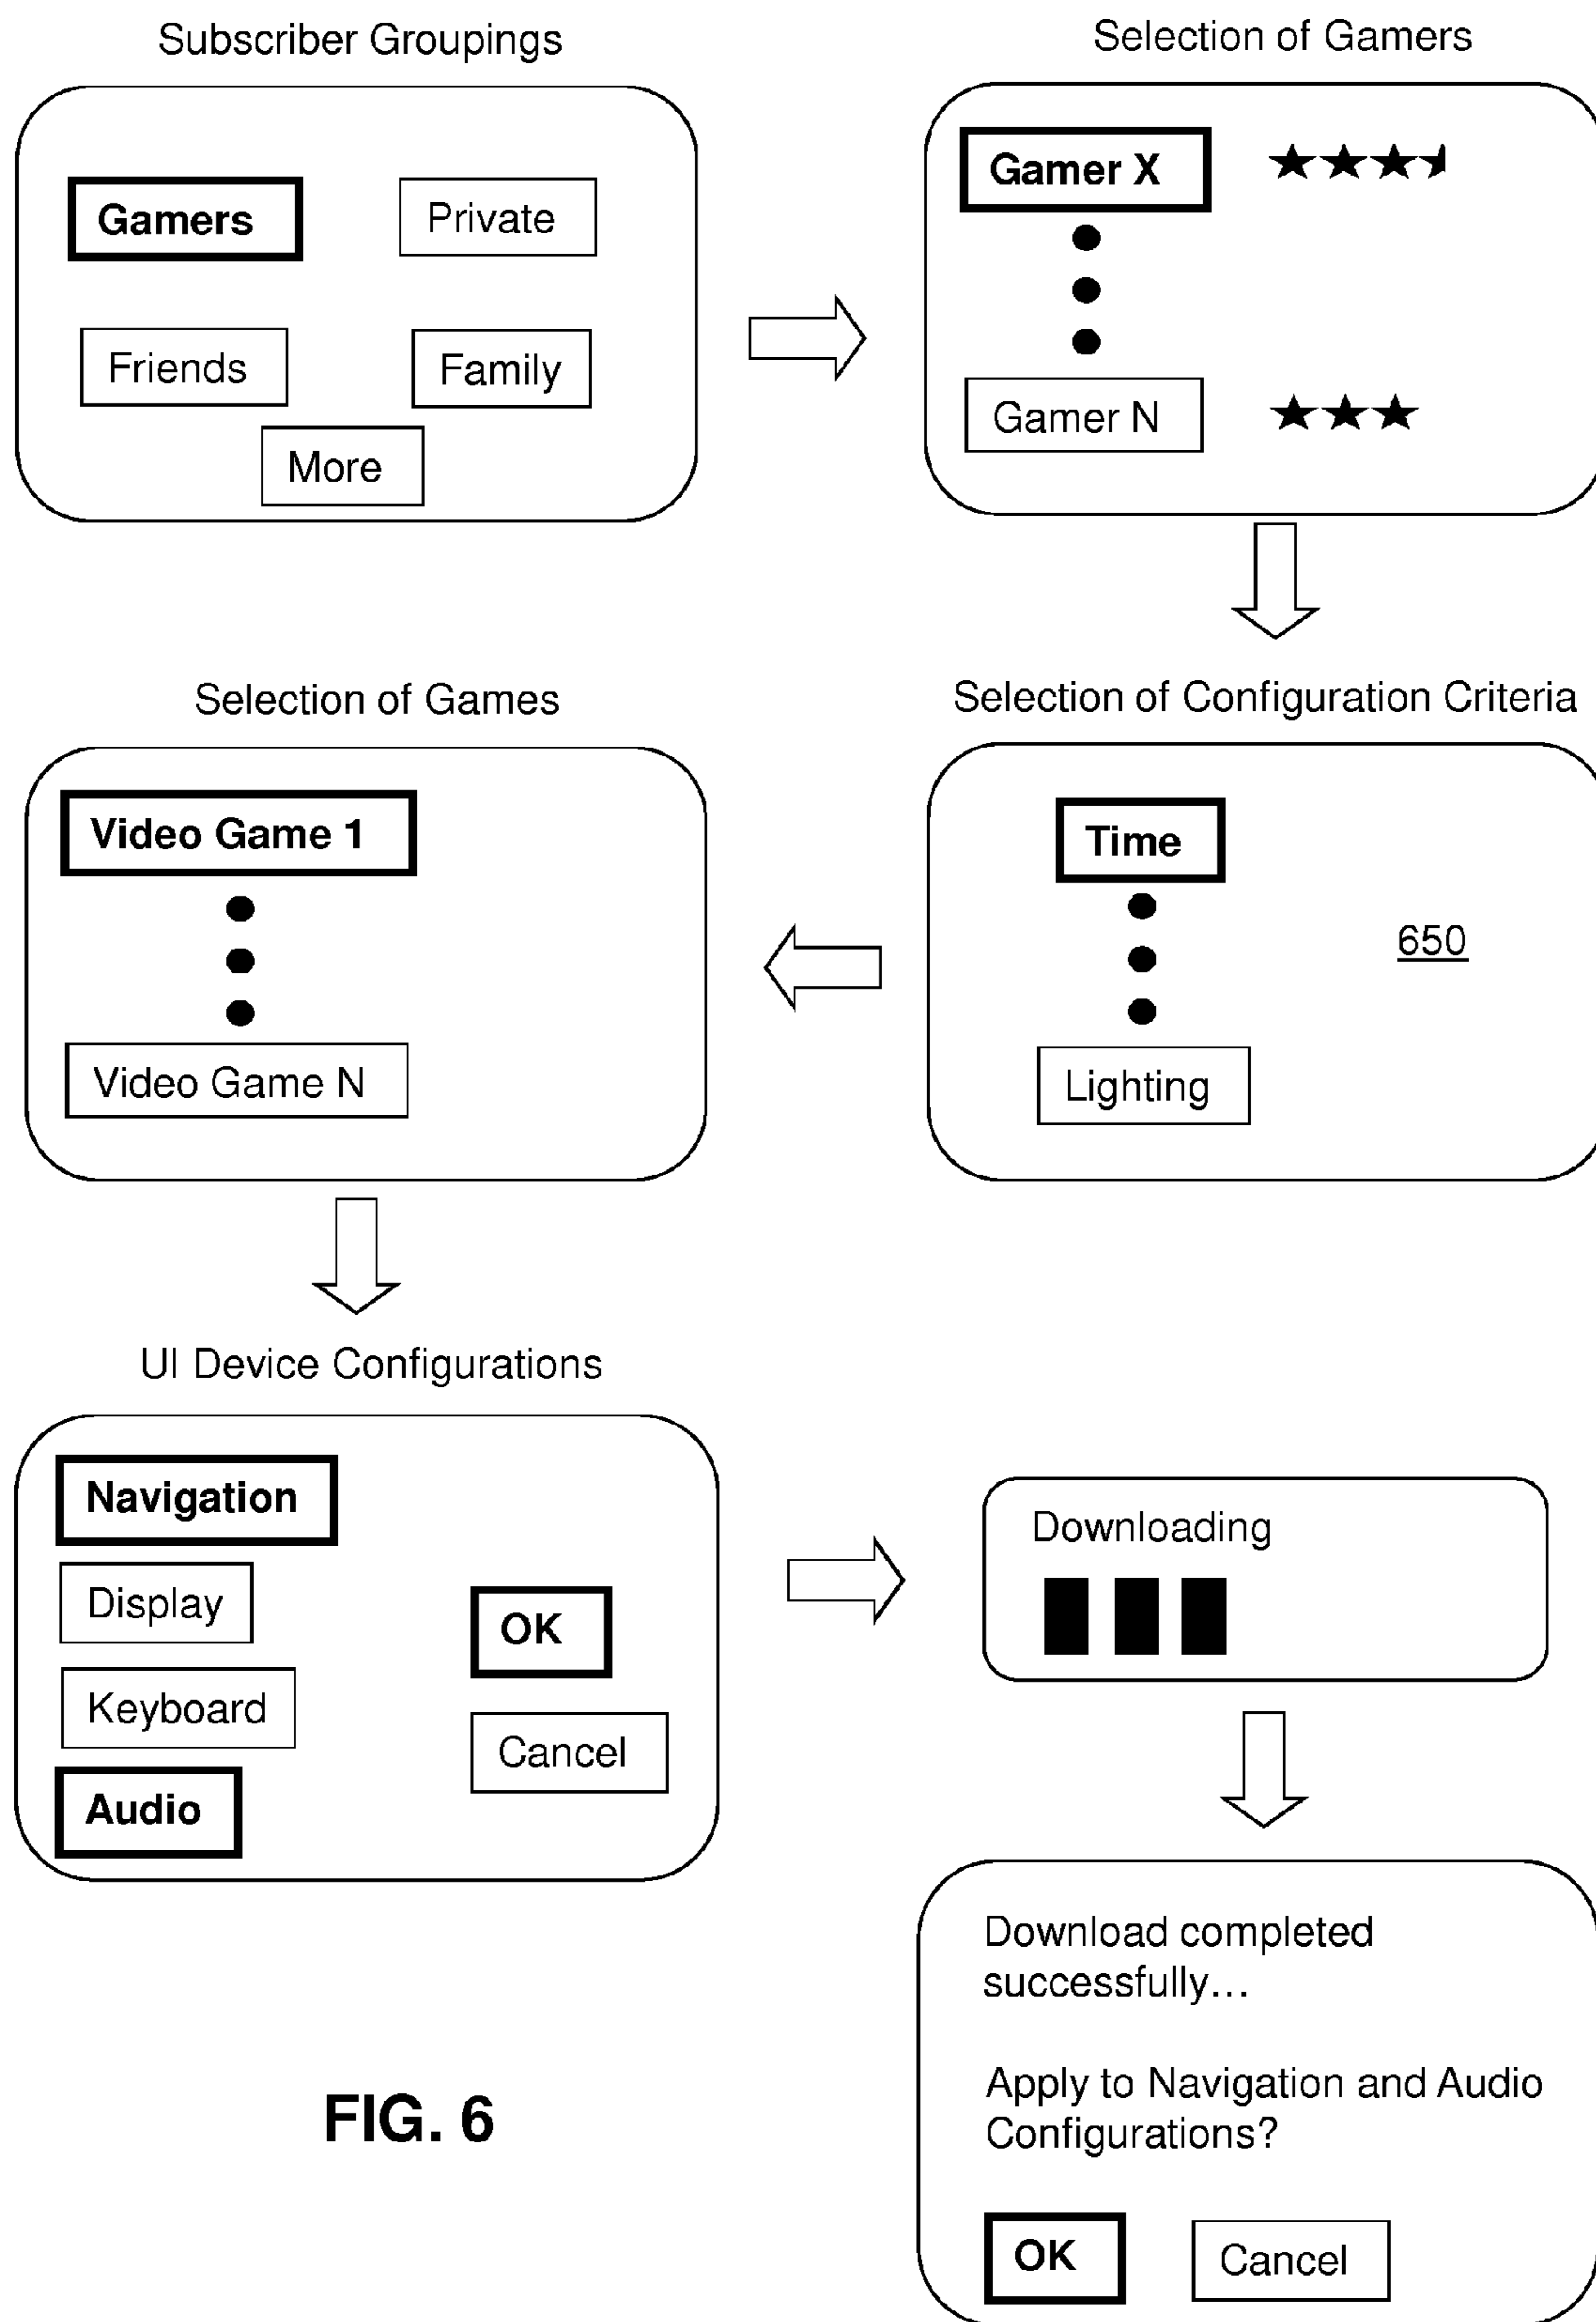 Subscriber Groupings
Gamers
Private
Friends
Family
More
Selection of Gamers
Gamer X
Gamer N
Selection of Configuration Criteria
Time
650
Lighting
Selection of Games
Video Game 1
Video Game N
UI Device Configurations
Navigation
Display
Keyboard
Audio
OK
Cancel
Downloading
Download completed
successfully...
Apply to Navigation and Audio
Configurations?
OK
Cancel
FIG. 6